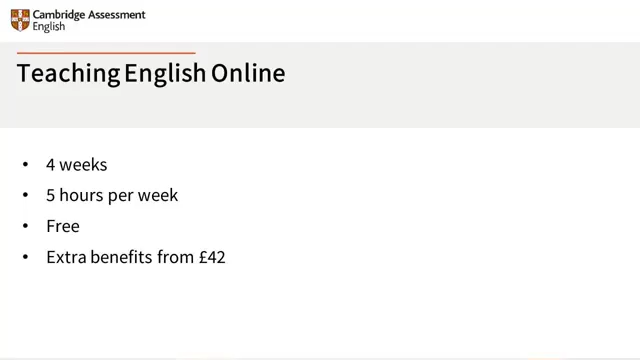 Cambridge Assessment
English
Teaching English Online
• 4 weeks
• 5 hours per week
• Free
• Extra benefits from £42